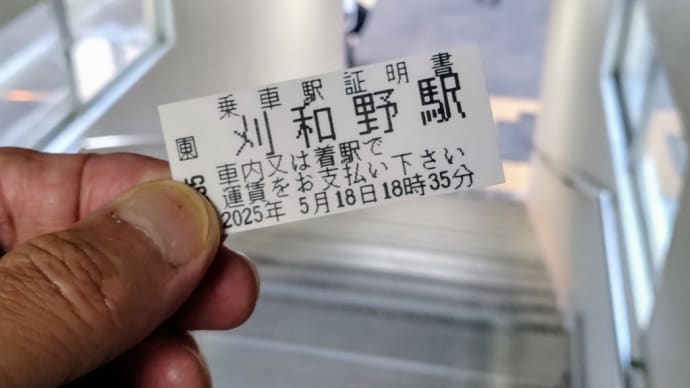 乗車駅証明書
刈和野駅
車内又は着駅で
運賃をお支払い下さい
2025年 5月18日18時35分